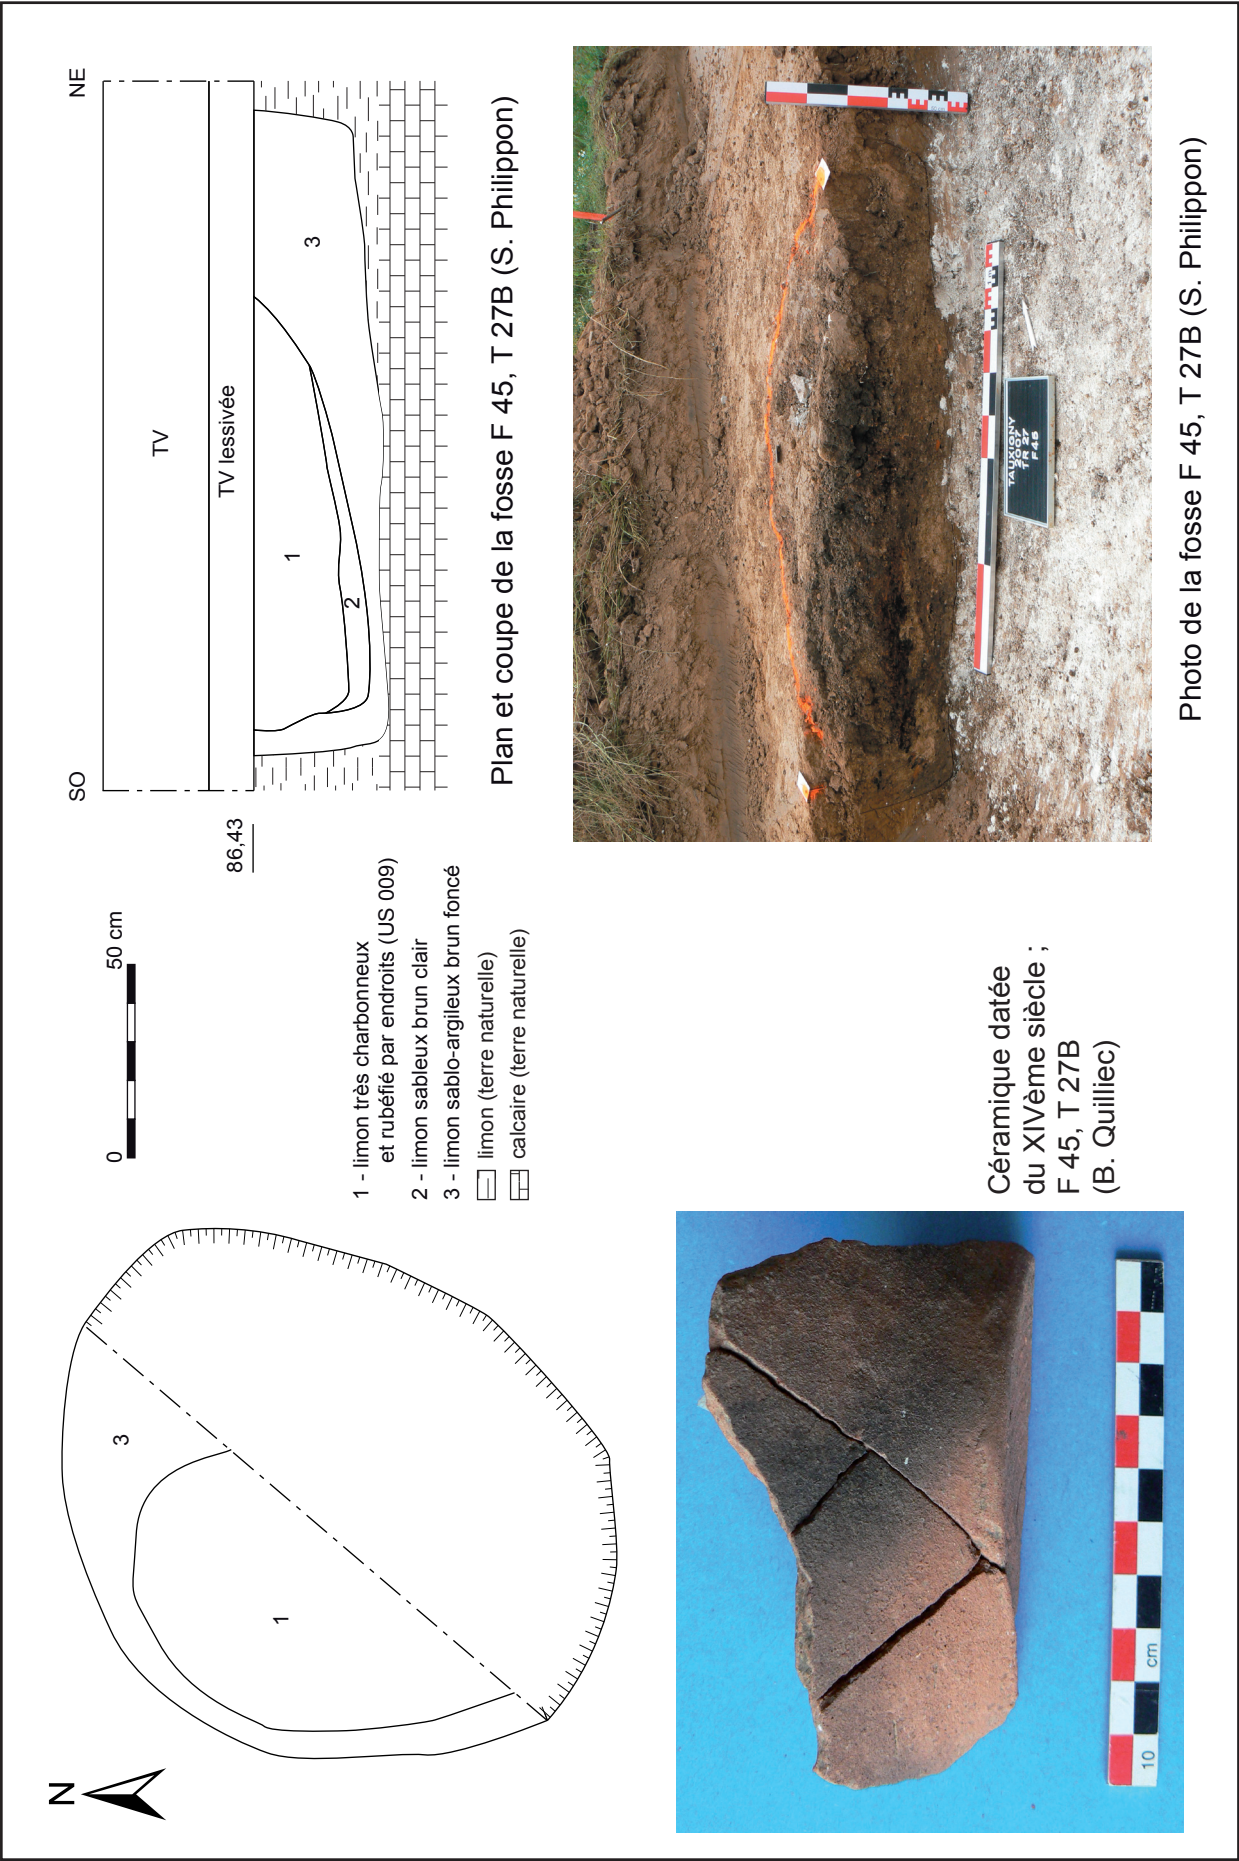 N
3
1
0
50 cm
SO
NE
86,43
TV
TV lessivée
1
2
3
1 - limon très charbonneux
et rubéfié par endroits (US 009)
2 - limon sableux brun clair
3 - limon sablo-argileux brun foncé
limon (terre naturelle)
calcaire (terre naturelle)
Plan et coupe de la fosse F 45, T 27B (S. Philippon)
10
cm
Céramique datée
du XIVème siècle ;
F 45, T 27B
(B. Quilliec)
TAUXIGNY
2007
TR 27
F45
Photo de la fosse F 45, T 27B (S. Philippon)